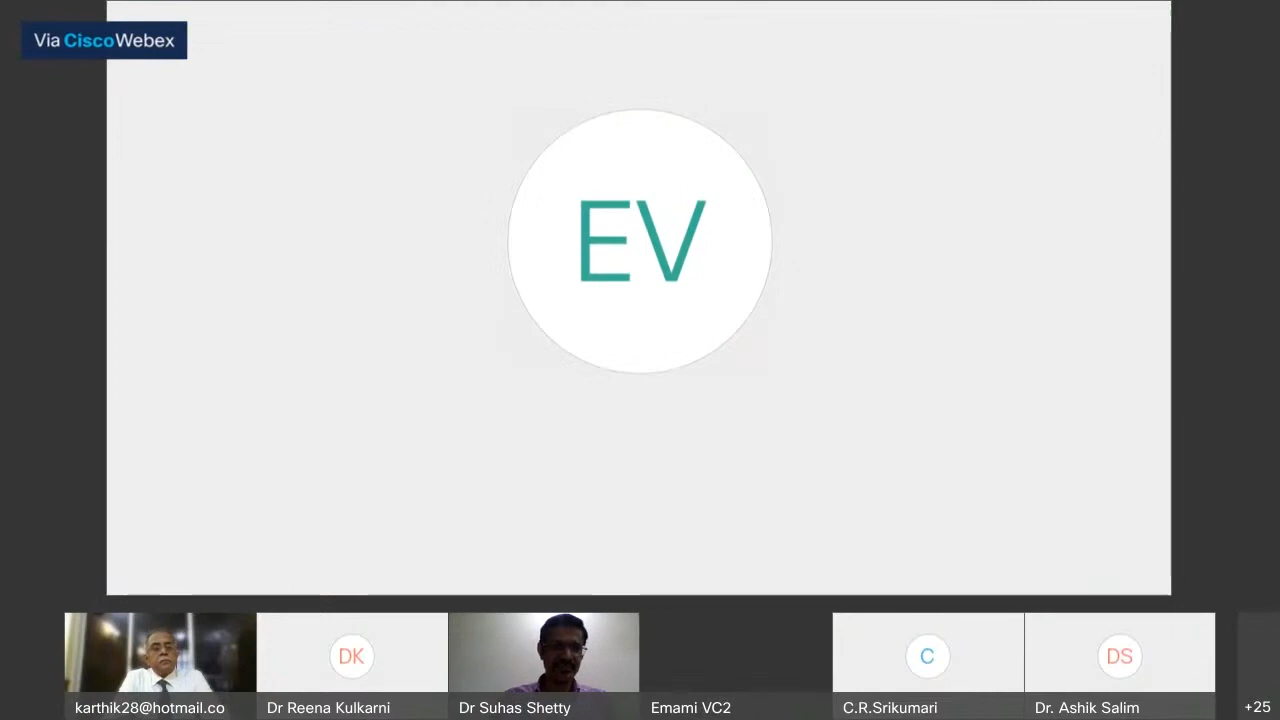 Via CiscoWebex
EV
DK
C
DS
karthik28@hotmail.co
Dr Reena Kulkarni
Dr Suhas Shetty
Emami VC2
C.R.Srikumari
Dr. Ashik Salim
+25